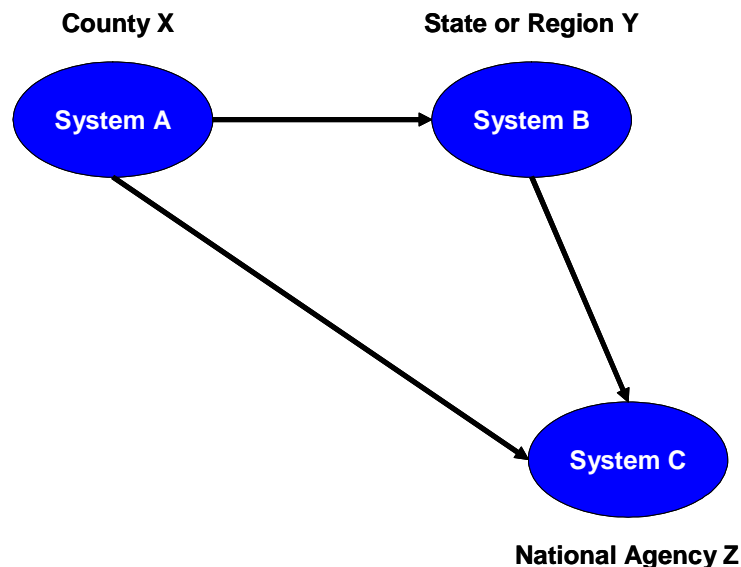 County X
State or Region Y
System A
System B
System C
National Agency Z